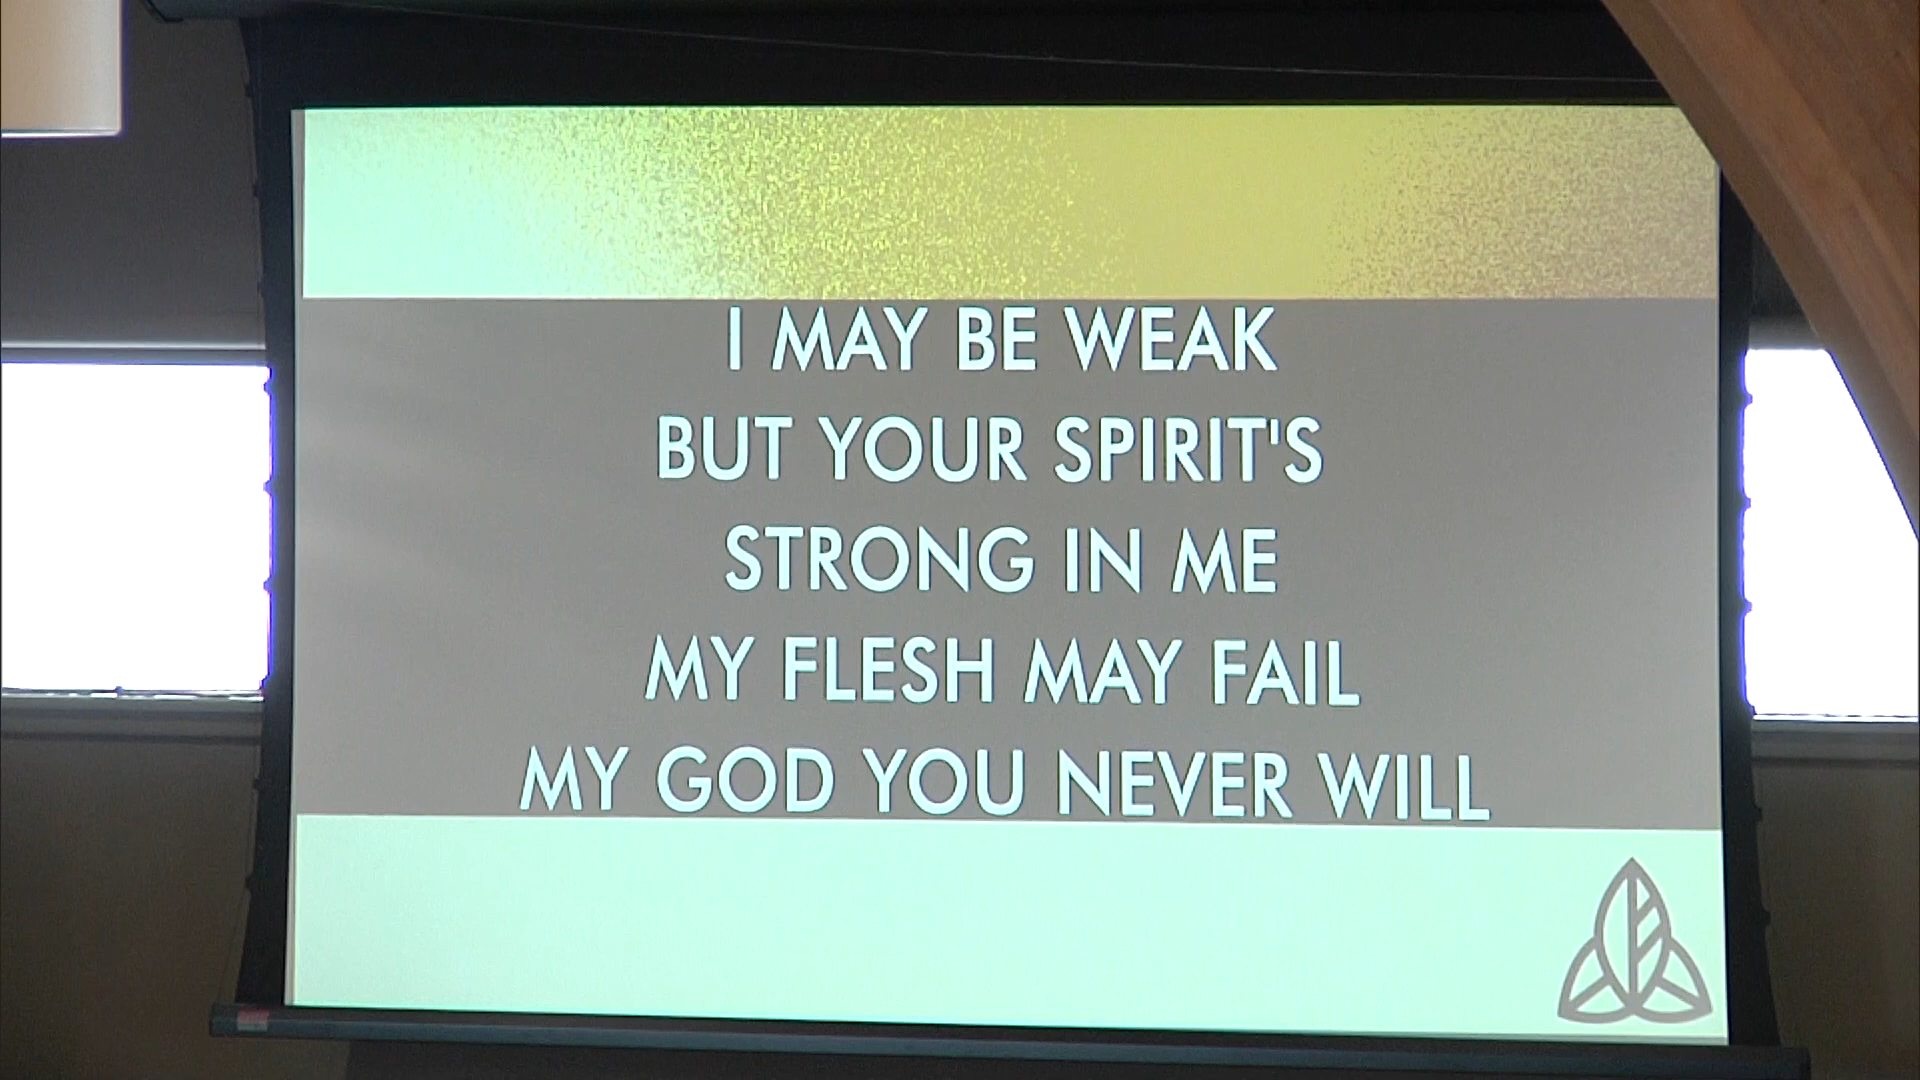 I MAY BE WEAK
BUT YOUR SPIRIT'S
STRONG IN ME
MY FLESH MAY FAIL
MY GOD YOU NEVER WILL